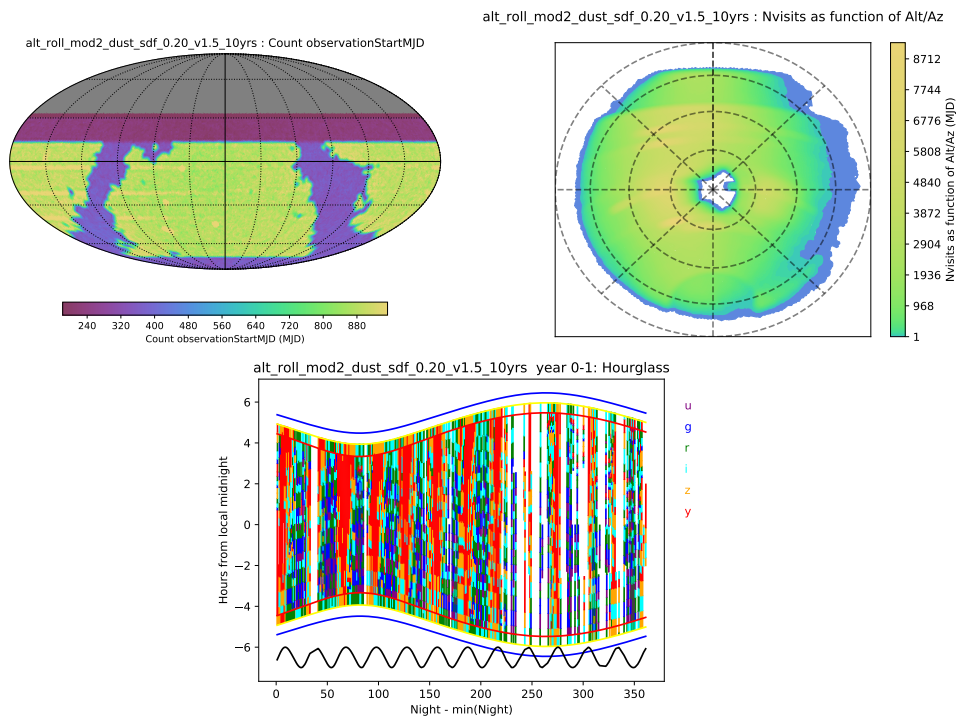 alt_roll_mod2_dust_sdf_0.20_v1.5_10yrs : Nvisits as function of Alt/Az
alt_roll_mod2_dust_sdf_0.20_v1.5_10yrs : Count observationStartMJD
240 320 400 480 560 640 720 800 880
Count observationStartMJD (MJD)
8712
7744
6776
5808
4840
3872
2904
1936
968
1
Nvisits as function of Alt/Az (MJD)
alt_roll_mod2_dust_sdf_0.20_v1.5_10yrs year 0-1: Hourglass
6
4
2
0
−2
−4
−6
Hours from local midnight
0 50 100 150 200 250 300 350
Night - min(Night)
u
g
r
i
z
y